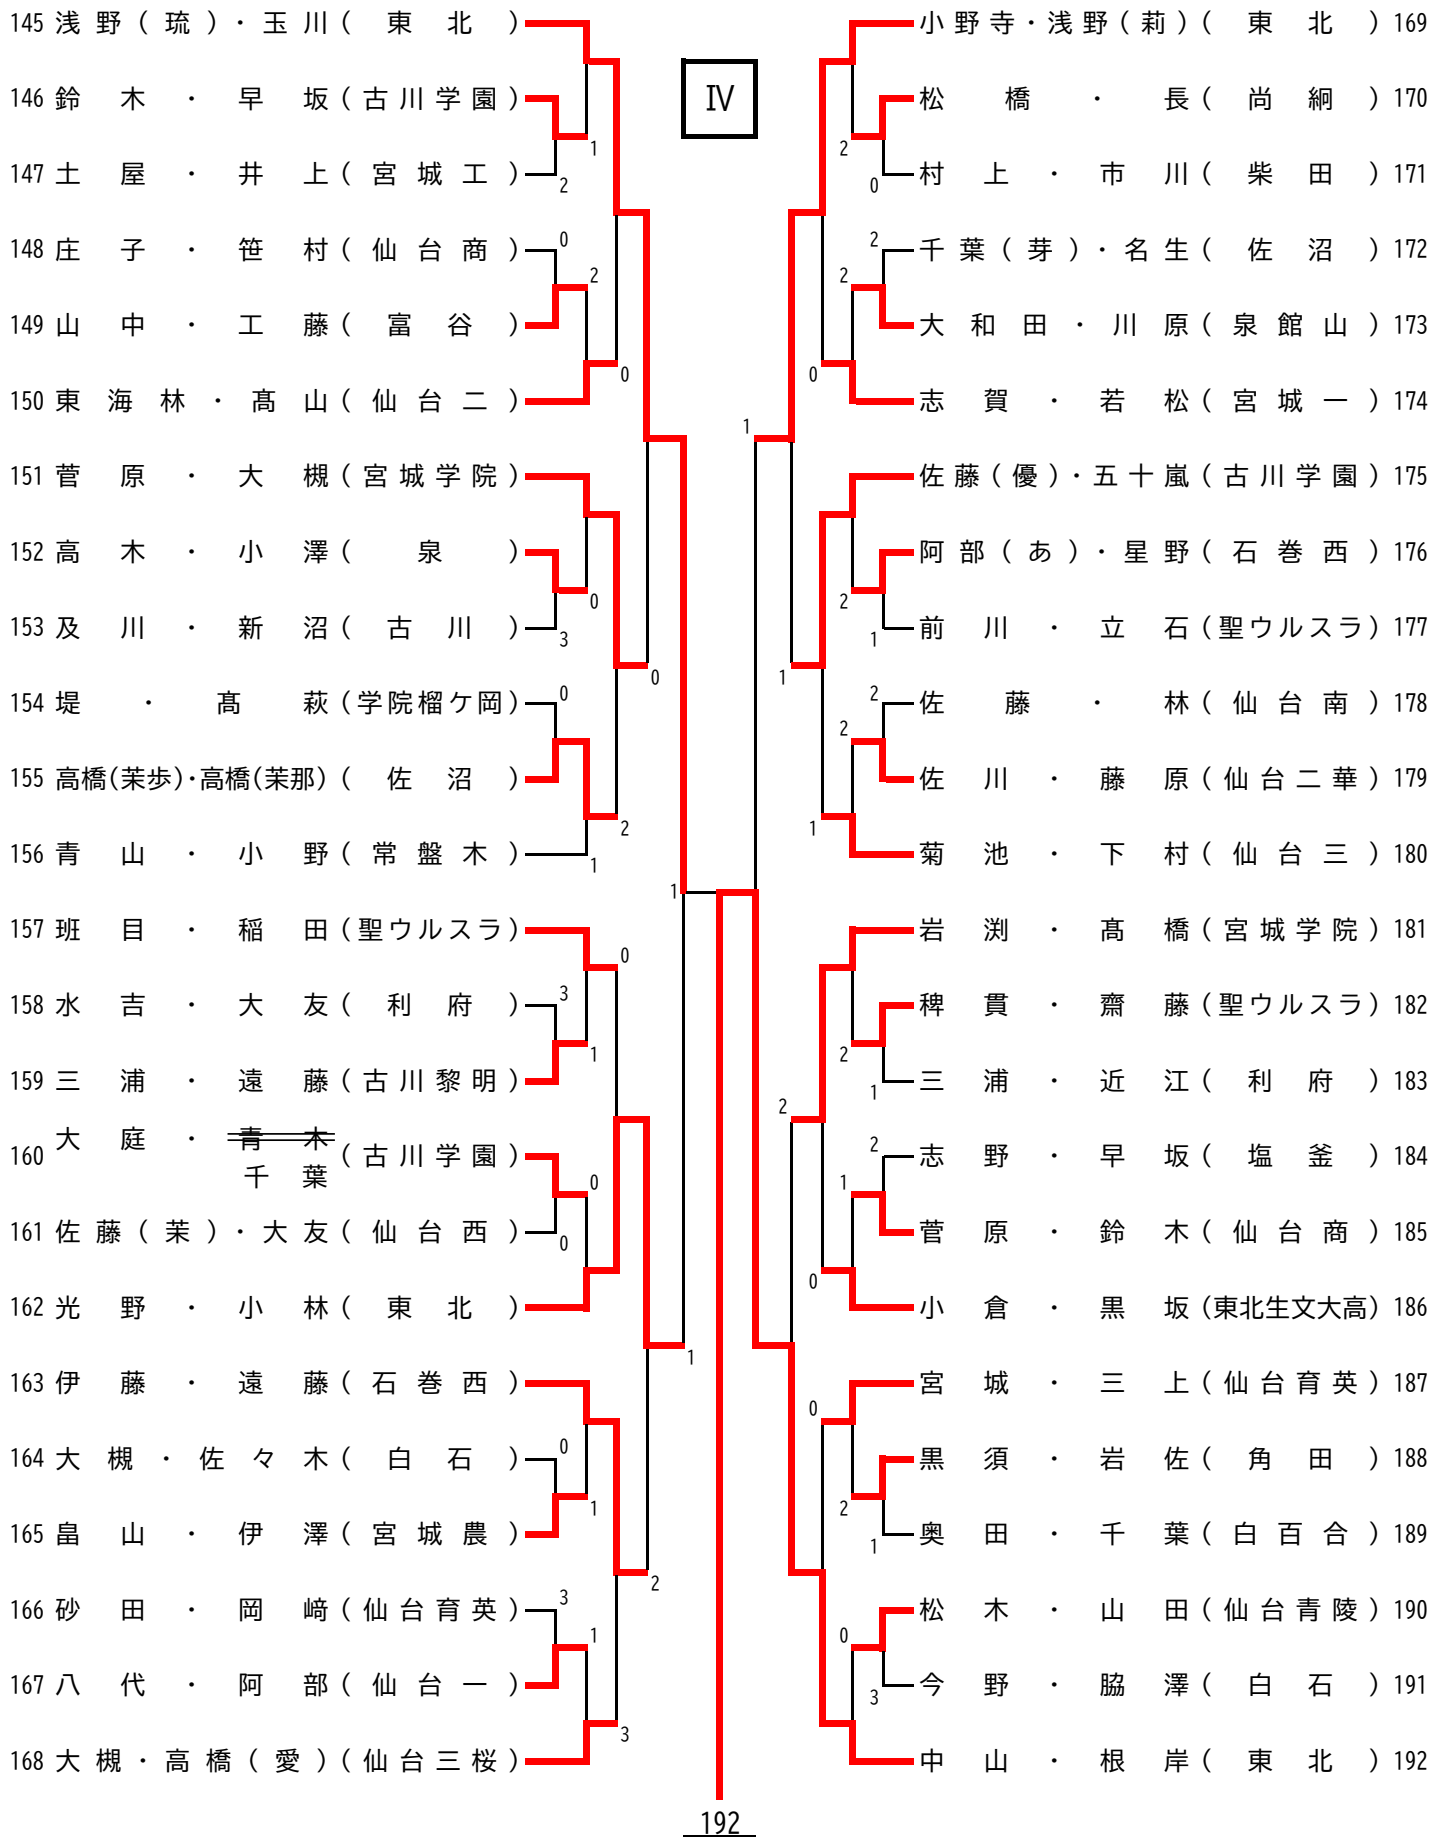 IV
145 浅野(琉)・玉川(東北)
146 鈴木・早坂(古川学園)
1
147 土屋・井上(宮城工)
2
148 庄子・笹村(仙台商)
0
2
149 山中・工藤(富谷)
0
150 東海林・髙山(仙台二)
151 菅原・大槻(宮城学院)
152 高木・小澤(泉)
0
153 及川・新沼(古川)
3
0
154 堤・髙萩(学院榴ケ岡)
0
155 高橋(茉歩)・高橋(茉那)(佐沼)
2
156 青山・小野(常盤木)
1
1
157 班目・稲田(聖ウルスラ)
0
158 水吉・大友(利府)
3
1
159 三浦・遠藤(古川黎明)
160 大庭・青木(古川学園)
千葉
0
161 佐藤(茉)・大友(仙台西)
0
162 光野・小林(東北)
1
163 伊藤・遠藤(石巻西)
164 大槻・佐々木(白石)
0
1
165 畠山・伊澤(宮城農)
2
166 砂田・岡﨑(仙台育英)
3
1
167 八代・阿部(仙台一)
3
168 大槻・高橋(愛)(仙台三桜)
小野寺・浅野(莉)(東北) 169
松橋・長(尚絅) 170
2
村上・市川(柴田) 171
0
千葉(芽)・名生(佐沼) 172
2
2
大和田・川原(泉館山) 173
0
志賀・若松(宮城一) 174
1
佐藤(優)・五十嵐(古川学園) 175
阿部(あ)・星野(石巻西) 176
2
前川・立石(聖ウルスラ) 177
1
1
佐藤・林(仙台南) 178
2
2
佐川・藤原(仙台二華) 179
1
菊池・下村(仙台三) 180
岩渕・髙橋(宮城学院) 181
稗貫・齋藤(聖ウルスラ) 182
2
三浦・近江(利府) 183
1
2
志野・早坂(塩釜) 184
2
1
菅原・鈴木(仙台商) 185
0
小倉・黒坂(東北生文大高) 186
宮城・三上(仙台育英) 187
0
黒須・岩佐(角田) 188
2
奥田・千葉(白百合) 189
1
松木・山田(仙台青陵) 190
0
今野・脇澤(白石) 191
3
中山・根岸(東北) 192
192